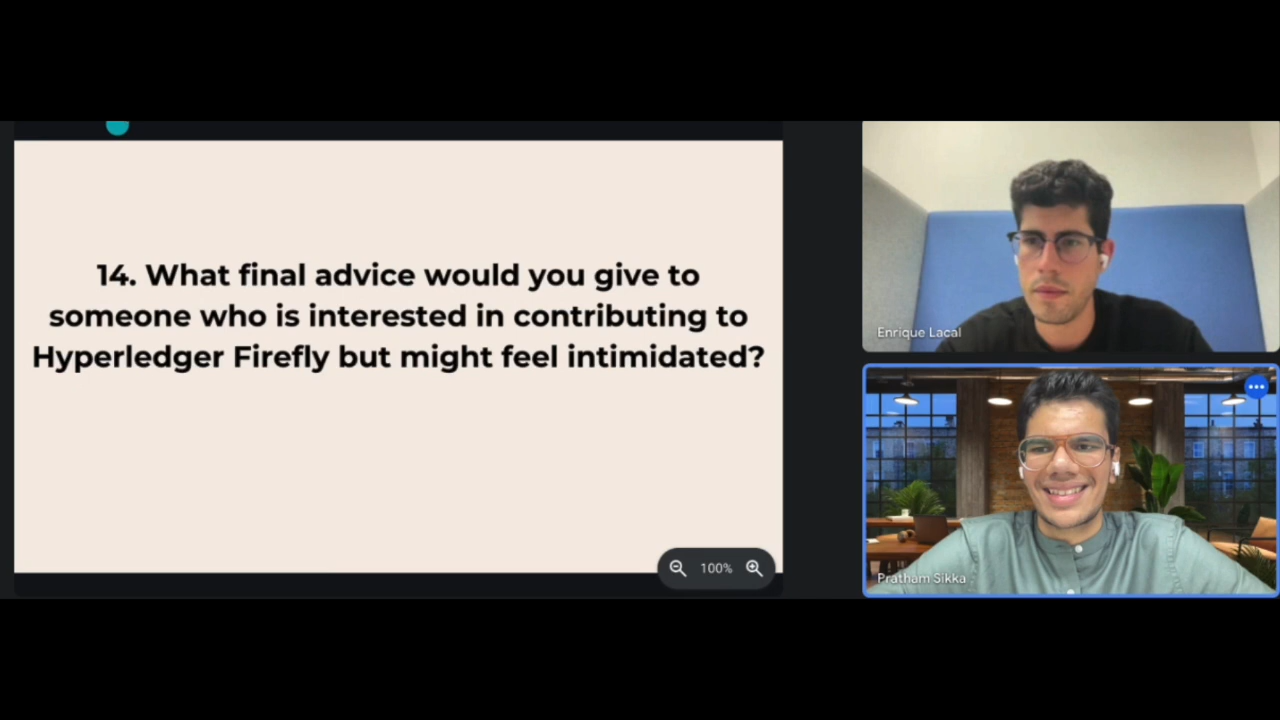 14. What final advice would you give to
someone who is interested in contributing to
Hyperledger Firefly but might feel intimidated?
100%
Enrique Lacal
Pratham Sikka